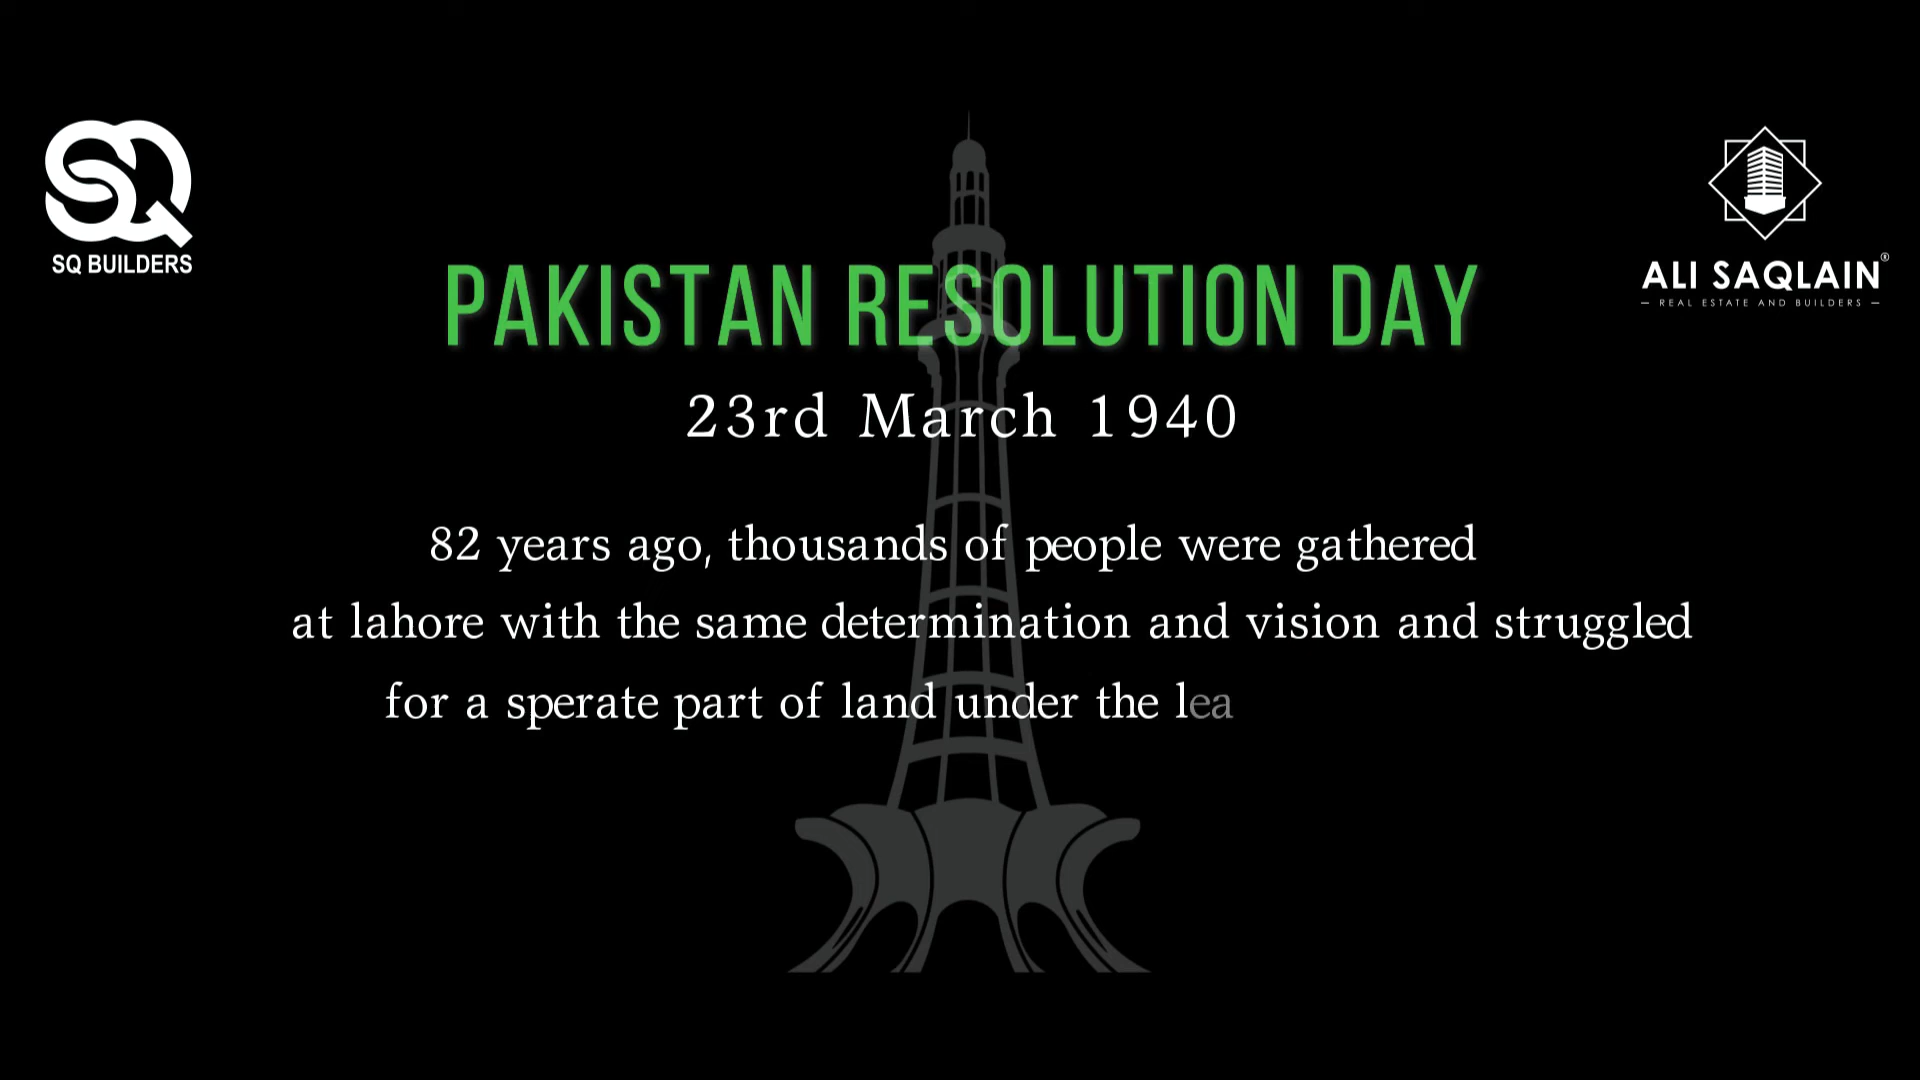 SQ BUILDERS
ALI SAQLAIN®
- REAL ESTATE AND BUILDERS -
PAKISTAN RESOLUTION DAY
23rd March 1940
82 years ago, thousands of people were gathered
at lahore with the same determination and vision and struggled
for a sperate part of land under the lea